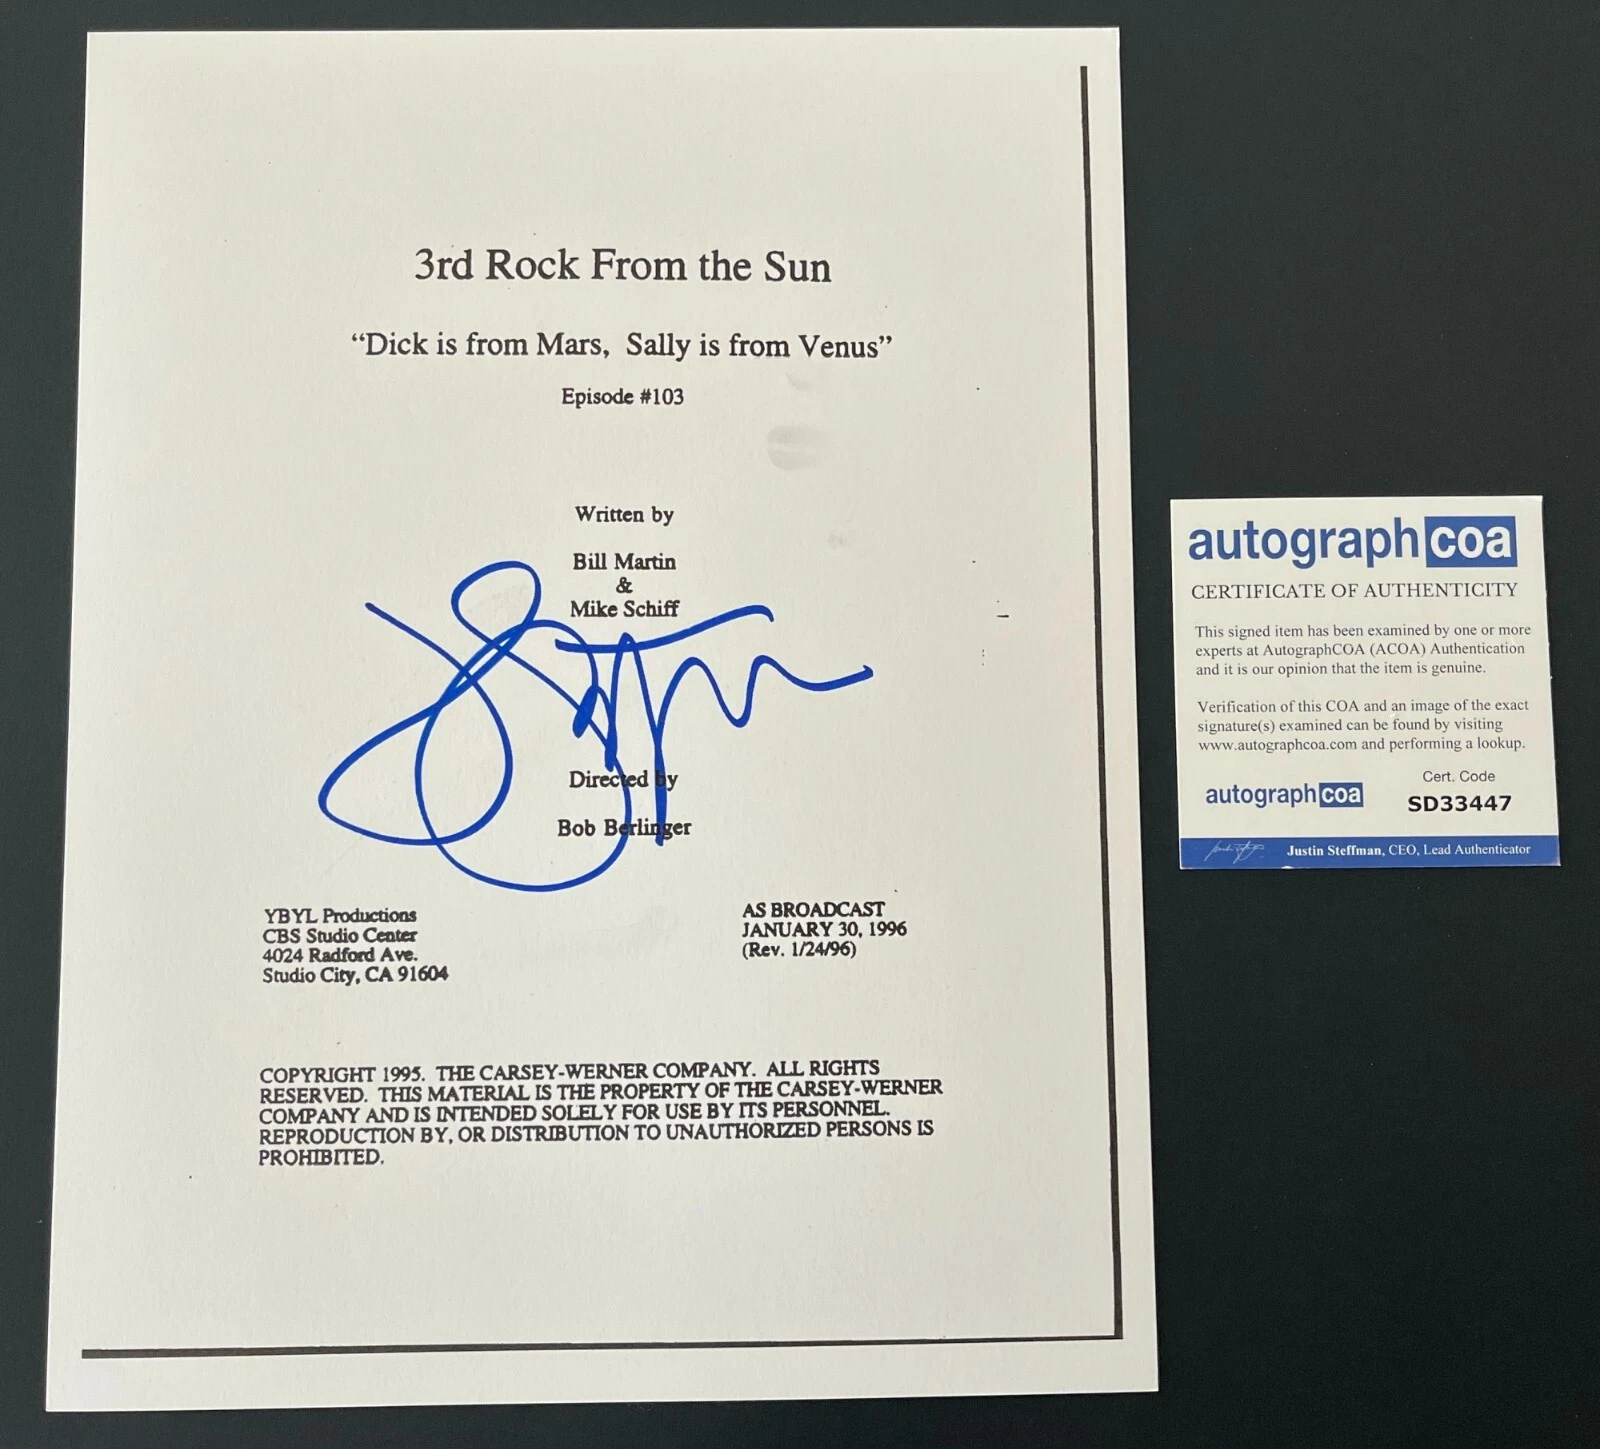 3rd Rock From the Sun
“Dick is from Mars, Sally is from Venus”
Episode #103
Written by
Bill Martin
&
Mike Schiff
Directed by
Bob Berlinger
YBYL Productions
CBS Studio Center
4024 Radford Ave.
Studio City, CA 91604
AS BROADCAST
JANUARY 30, 1996
(Rev. 1/24/96)
COPYRIGHT 1995. THE CARSEY-WERNER COMPANY. ALL RIGHTS
RESERVED. THIS MATERIAL IS THE PROPERTY OF THE CARSEY-WERNER
COMPANY AND IS INTENDED SOLELY FOR USE BY ITS PERSONNEL.
REPRODUCTION BY, OR DISTRIBUTION TO UNAUTHORIZED PERSONS IS
PROHIBITED.
autograph coa
CERTIFICATE OF AUTHENTICITY
This signed item has been examined by one or more
experts at AutographCOA (ACOA) Authentication
and it is our opinion that the item is genuine.
Verification of this COA and an image of the exact
signature(s) examined can be found by visiting
www.autographcoa.com and performing a lookup.
autograph coa
Cert. Code
SD33447
Justin Steffman, CEO, Lead Authenticator